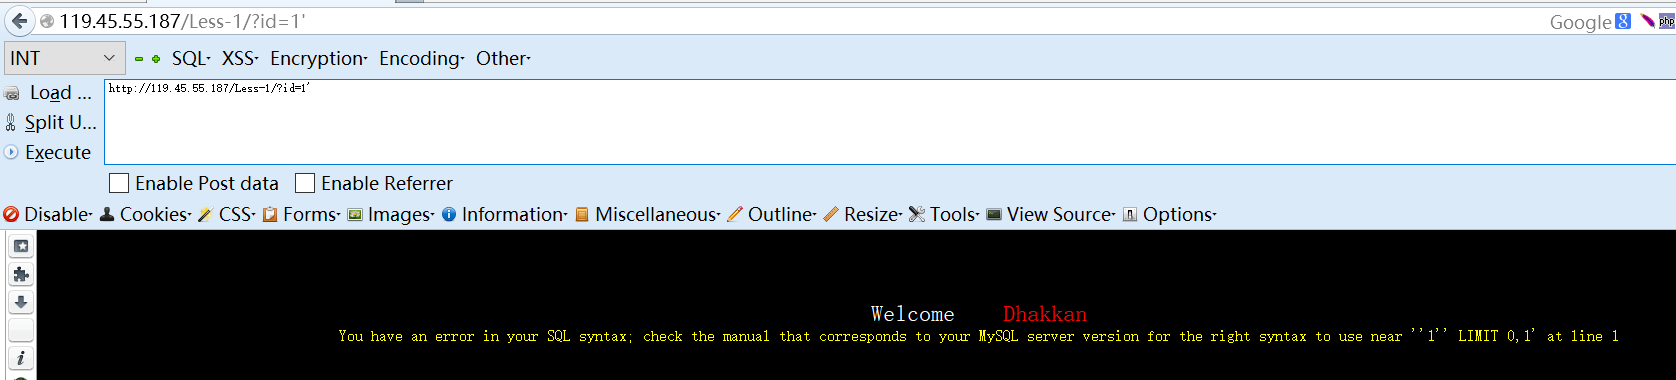 119.45.55.187/Less-1/?id=1' Google 8 php
INT SQL XSS Encryption Encoding Other
Load ... http://119.45.55.187/Less-1/?id=1'
Split U...
Execute
Enable Post data Enable Referrer
Disable Cookies CSS Forms Images Information Miscellaneous Outline Resize Tools View Source Options
Welcome Dhakkan
You have an error in your SQL syntax; check the manual that corresponds to your MySQL server version for the right syntax to use near ''1'' LIMIT 0,1' at line 1